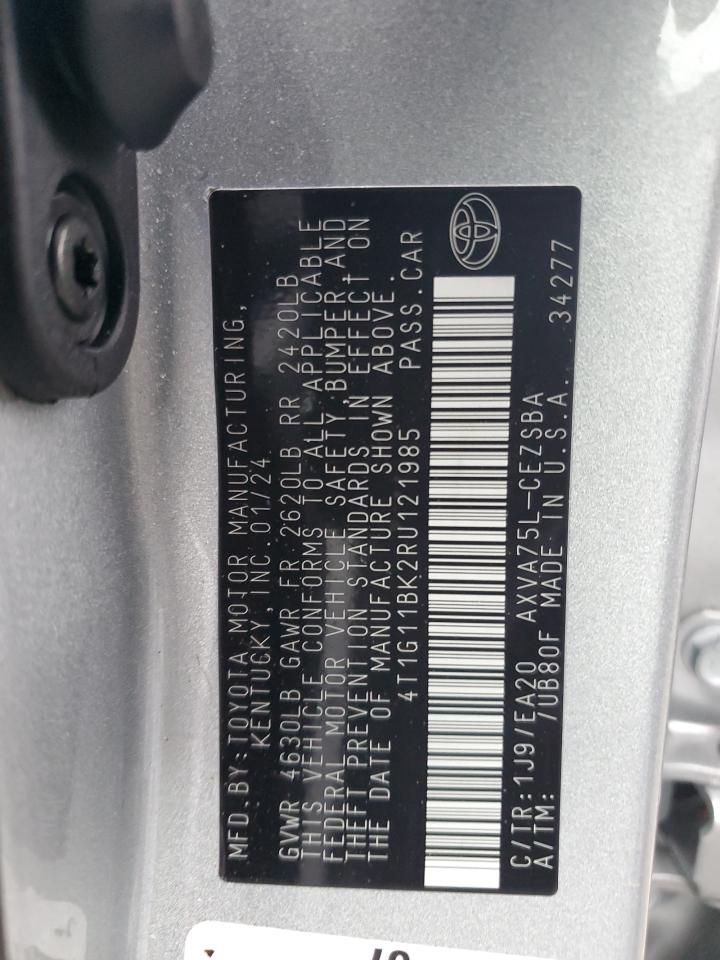 MFD.BY: TOYOTA MOTOR MANUFACTURING,
KENTUCKY, INC. 01/24
GVWR 4630LB GAWR FR 2620LB RR 2420LB
THIS VEHICLE CONFORMS TO ALL APPLICABLE
FEDERAL MOTOR VEHICLE SAFETY, BUMPER, AND
THEFT PREVENTION STANDARDS IN EFFECT ON
THE DATE OF MANUFACTURE SHOWN ABOVE.
4T1G11BK2RU121985 PASS.CAR
C/TR:1J9/EA20 AXVA75L-CEZSBA
A/TM: /UB80F MADE IN U.S.A. 34277